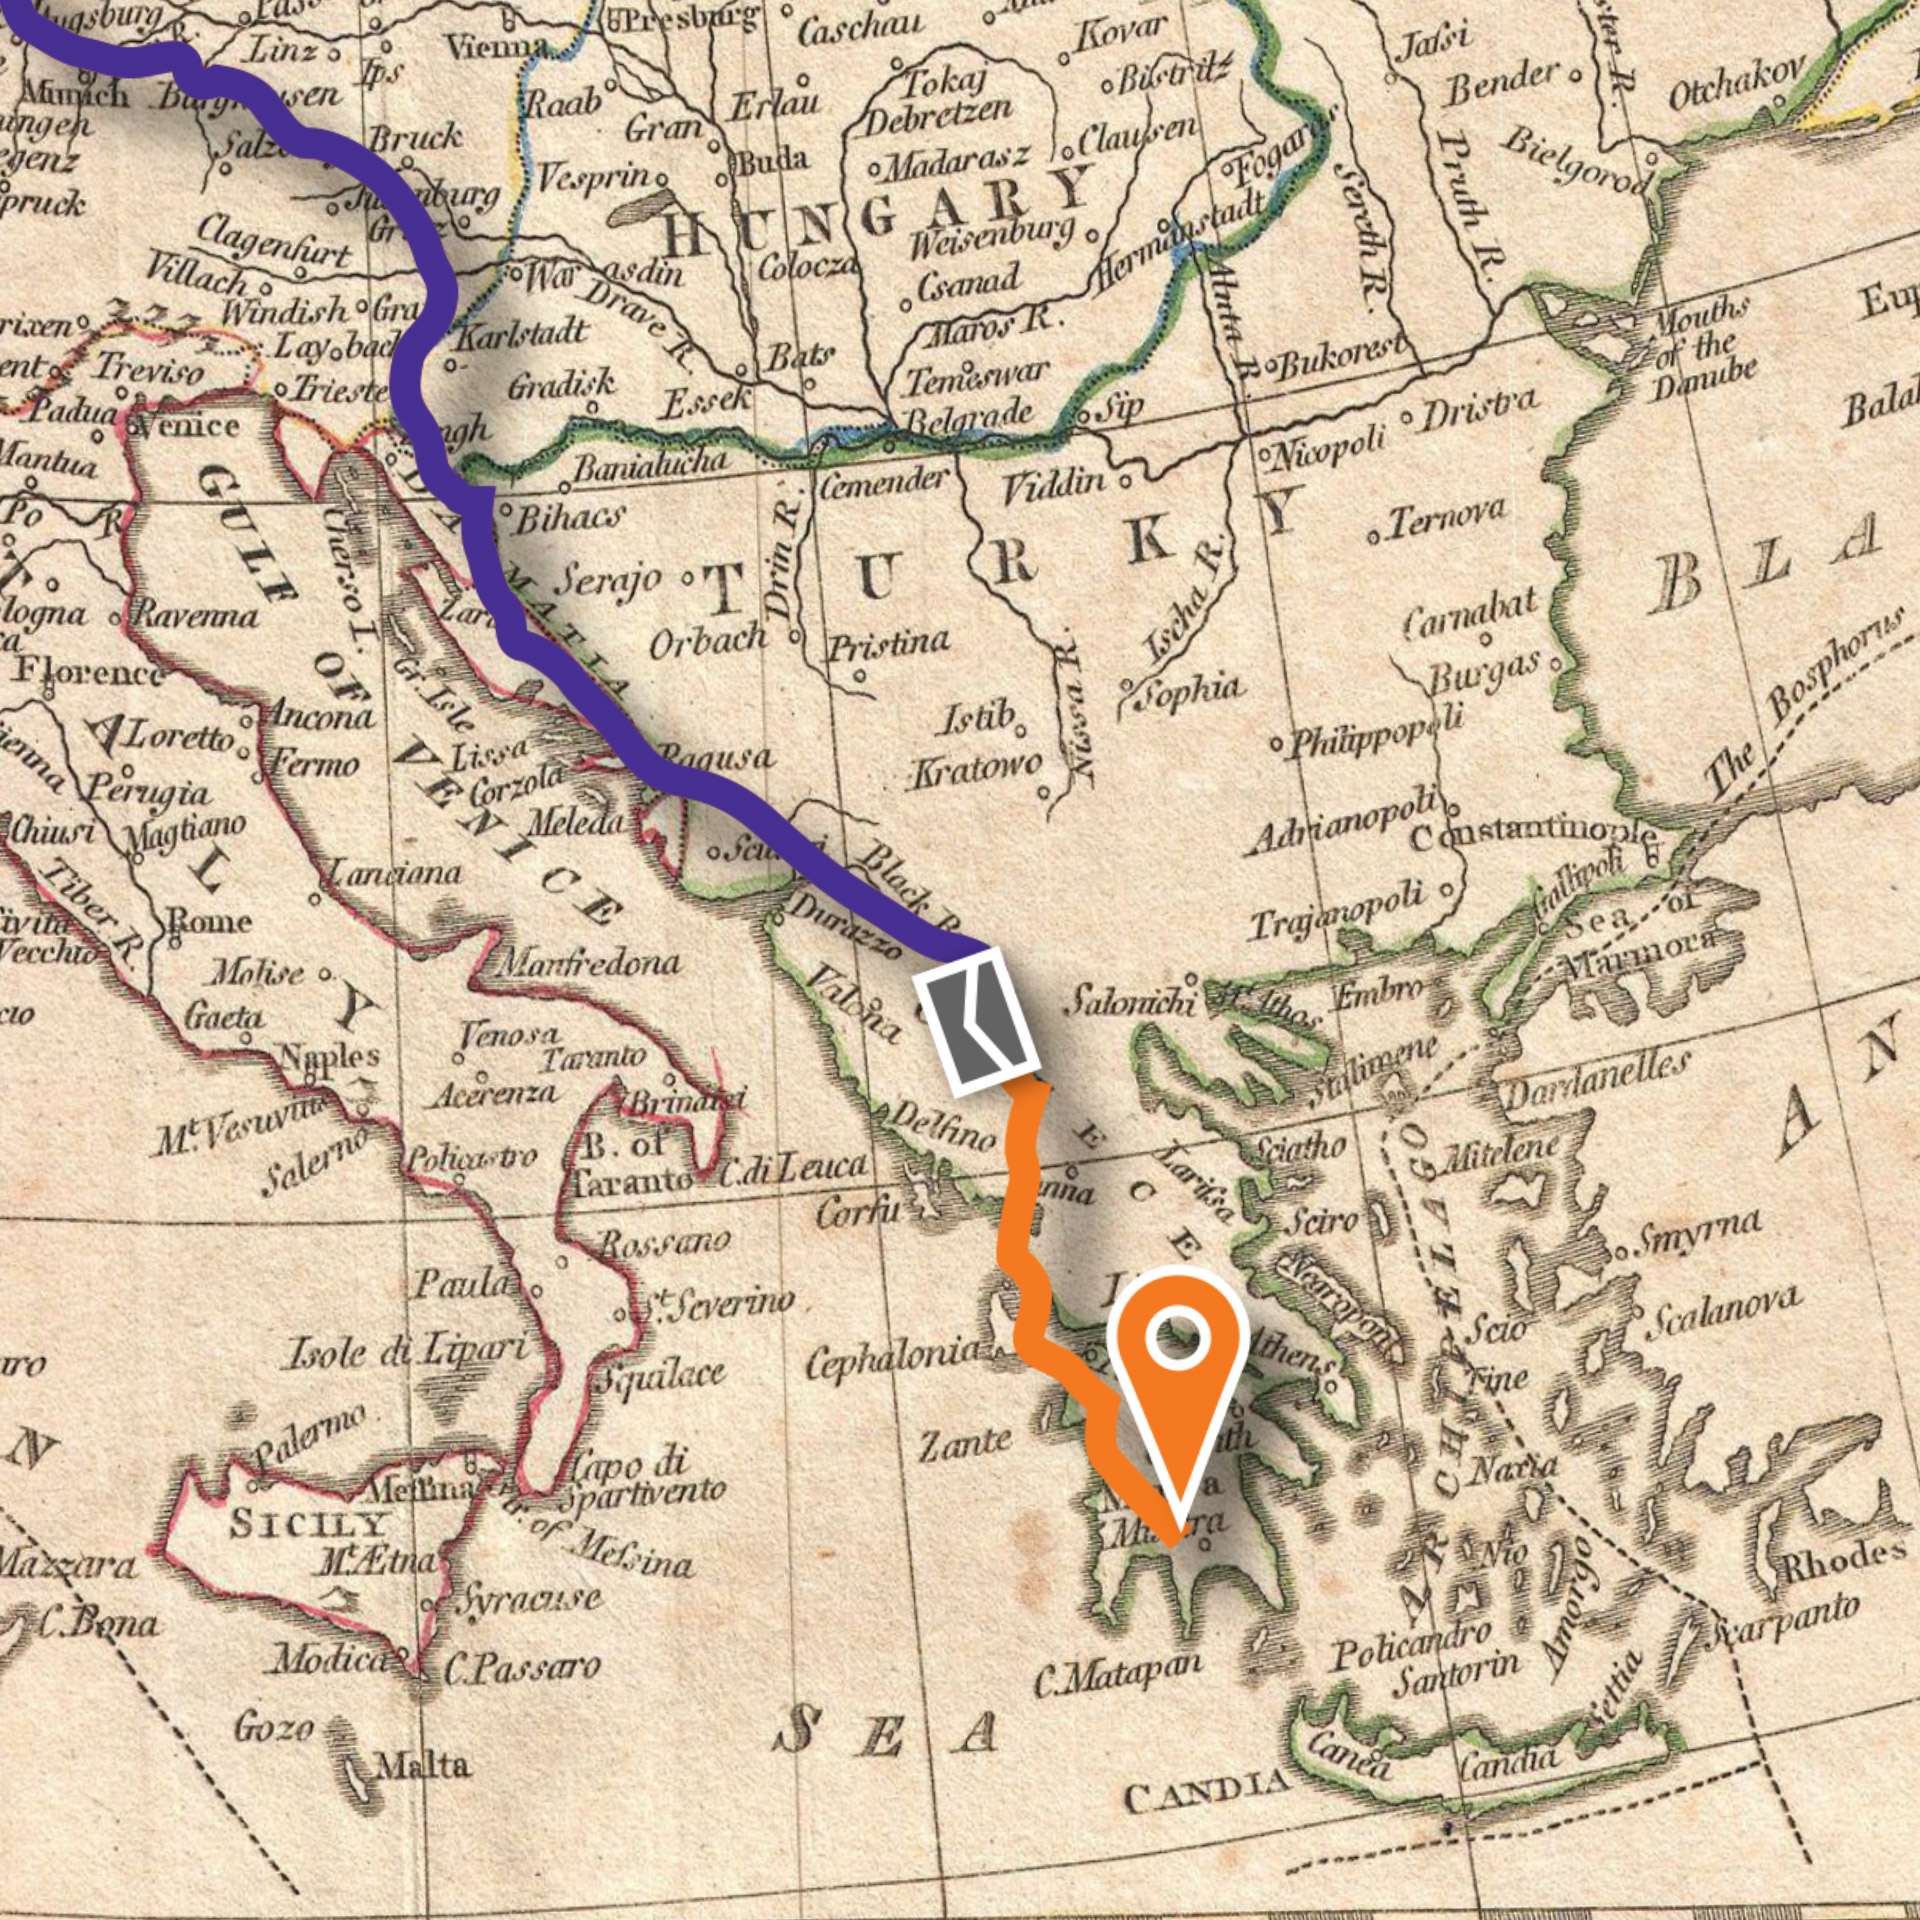 Linz
Vienna
Presburg
Caschau
Kovar
Jassi
Bender
Otchakov
Ips
Tokaj
Bistritz
Munich
Raab
Erlau
Debretzen
Clausen
Bielgorod
Gran
Bruck
Buda
Madarasz
Fogaras
Sereth R.
Pruth R.
Vesprin
HUNGARY
Weisenburg
Hermanstadt
Clagenfurt
Colocza
Csanad
Villach
Drave R.
Maros R.
Aluta R.
Mouths
of the
Danube
Windish Gra
Karlstadt
Bats
Bukorest
Treviso
Trieste
Gradisk
Essek
Temeswar
Padua
Venice
Belgrade
Sip
Dristra
Nicopoli
Mantua
Banialucha
Cemender
Viddin
Po R
Bihacs
TURKY
Ternova
GULF OF VENICE
Cherso I.
Serajo
Drin R.
Ischa R.
Carnabat
Ravenna
Orbach
Pristina
Burgas
Florence
Gr. Isle
Nissa R.
Sophia
The Bosphorus
Ancona
Loretto
Istib
Philippopoli
Fermo
Lissa
Ragusa
Kratowo
Perugia
Corzola
Chiusi
Magtiano
Meleda
Adrianopoli
Constantinople
Tiber R.
Lanciana
Black R
Gallipoli
Trajanopoli
Rome
Durazzo
Sea of
Marmora
Molise
Manfredona
Valona
Salonichi
Embro
Gaeta
Venosa
Stalimene
Dardanelles
Naples
Taranto
Acerenza
Brindisi
Mt. Vesuvius
Delfino
Salerno
Policastro
B. of
Taranto
C. di Leuca
Larissa
Sciatho
Mitelene
Corfu
Sciro
Smyrna
Rossano
Negropont
ARCHIPELAGO
Paula
St. Severino
Scalanova
Isole di Lipari
Cephalonia
Athens
Scio
Squilace
Tine
Palermo
Zante
Messina
Capo di
Spartivento
Naxia
SICILY
Mt. Ætna
Str. of Messina
Nio
Amorgo
Rhodes
Mazzara
Syracuse
C. Bona
Scarpanto
Modica
C. Passaro
C. Matapan
Policandro
Santorin
Settia
Gozo
SEA
Malta
Canea
Candia
CANDIA